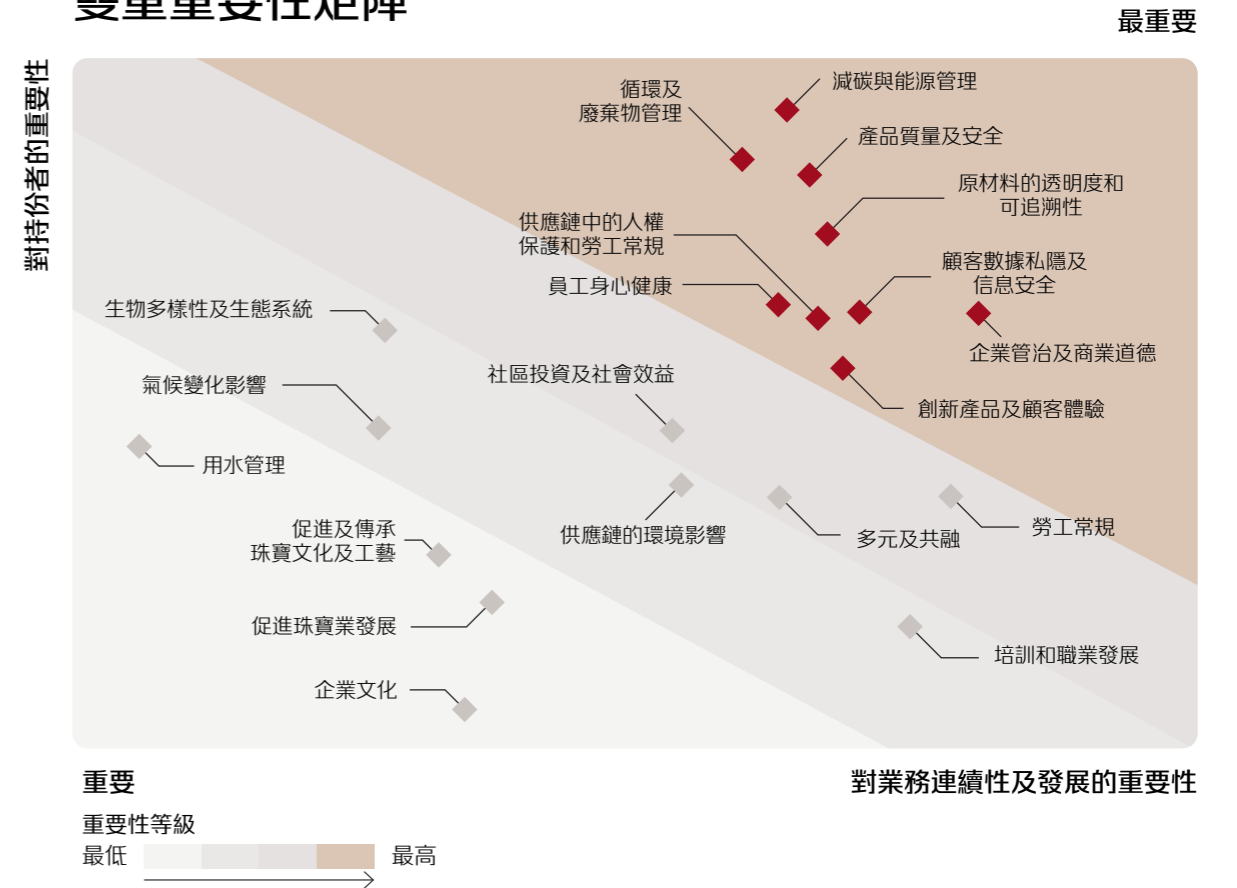 雙重重要性矩陣
最重要
對持份者的重要性
減碳與能源管理
循環及
廢棄物管理
產品質量及安全
原材料的透明度和
可追溯性
供應鏈中的人權
保護和勞工常規
顧客數據私隱及
信息安全
員工身心健康
生物多樣性及生態系統
企業管治及商業道德
社區投資及社會效益
氣候變化影響
創新產品及顧客體驗
用水管理
促進及傳承
珠寶文化及工藝
供應鏈的環境影響
多元及共融
勞工常規
促進珠寶業發展
培訓和職業發展
企業文化
重要
對業務連續性及發展的重要性
重要性等級
最低
最高